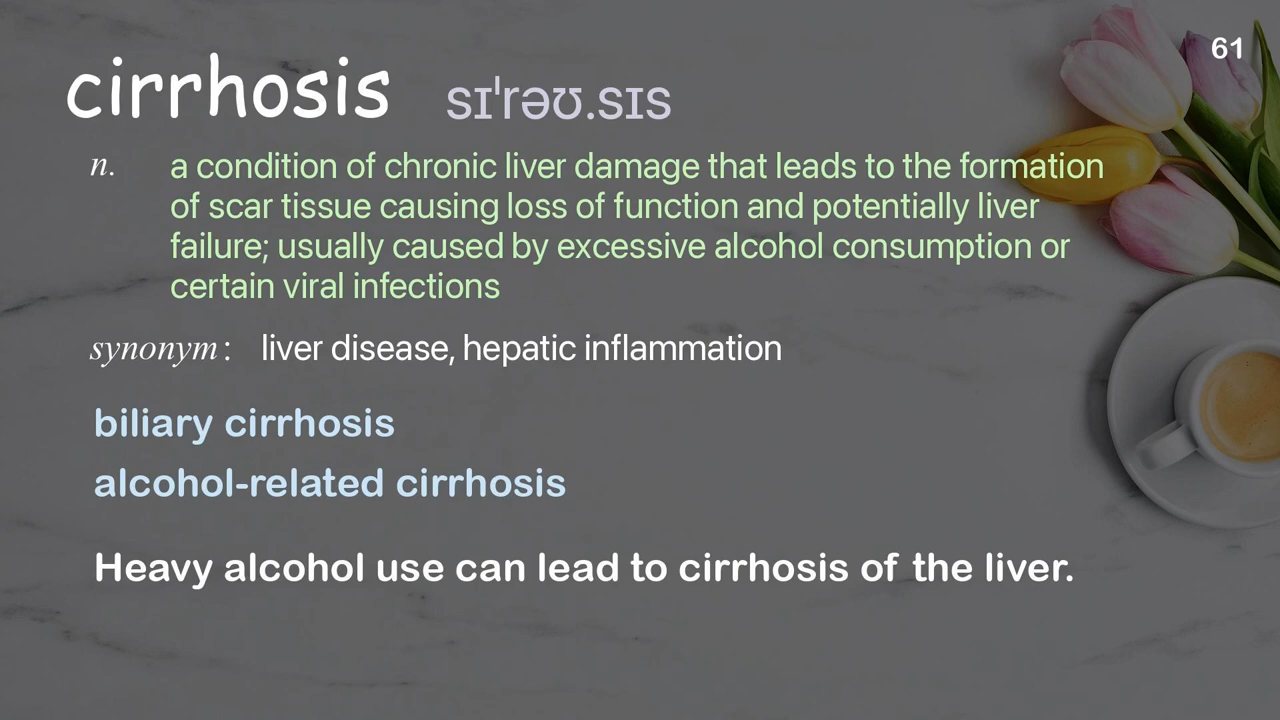 61
cirrhosis sɪˈrəʊ.sɪs
n. a condition of chronic liver damage that leads to the formation
of scar tissue causing loss of function and potentially liver
failure; usually caused by excessive alcohol consumption or
certain viral infections
synonym: liver disease, hepatic inflammation
biliary cirrhosis
alcohol-related cirrhosis
Heavy alcohol use can lead to cirrhosis of the liver.